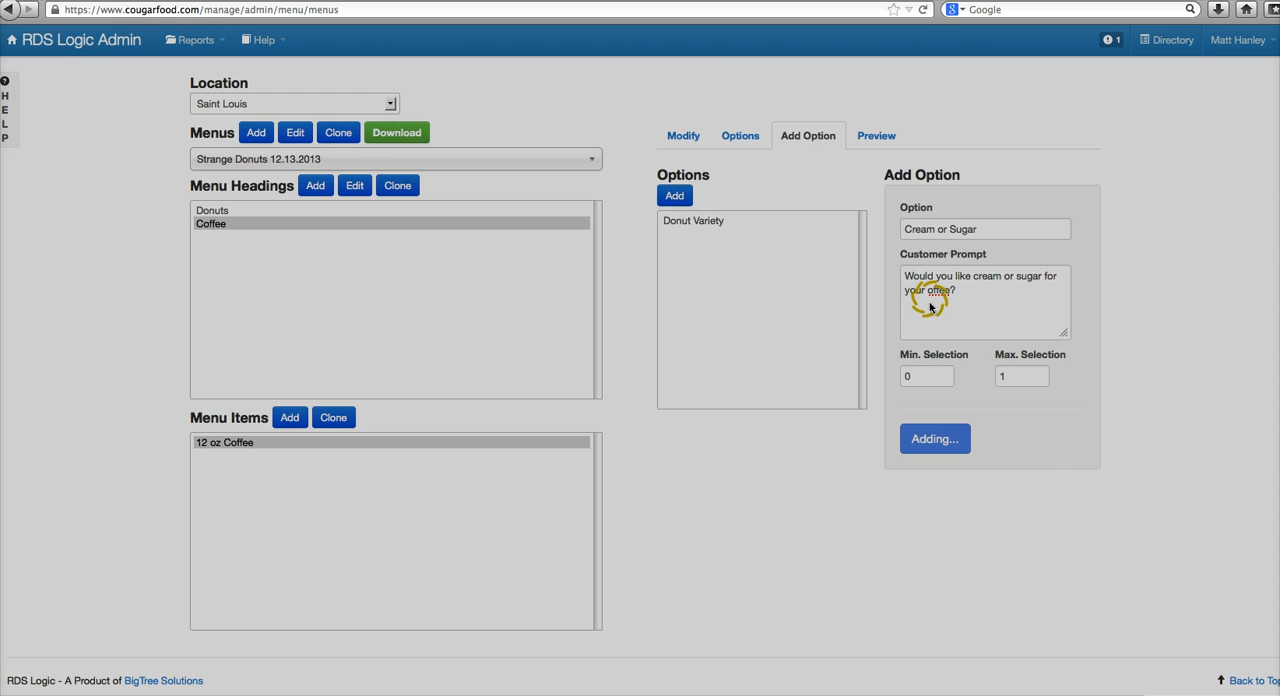 https://www.cougarfood.com/manage/admin/menu/menus
Google
RDS Logic Admin
Reports
Help
1
Directory
Matt Hanley
H
E
L
P
Location
Saint Louis
Menus
Add
Edit
Clone
Download
Strange Donuts 12.13.2013
Menu Headings
Add
Edit
Clone
Donuts
Coffee
Menu Items
Add
Clone
12 oz Coffee
Modify
Options
Add Option
Preview
Options
Add
Donut Variety
Add Option
Option
Cream or Sugar
Customer Prompt
Would you like cream or sugar for
your offee?
Min. Selection
Max. Selection
0
1
Adding...
RDS Logic - A Product of BigTree Solutions
Back to Top